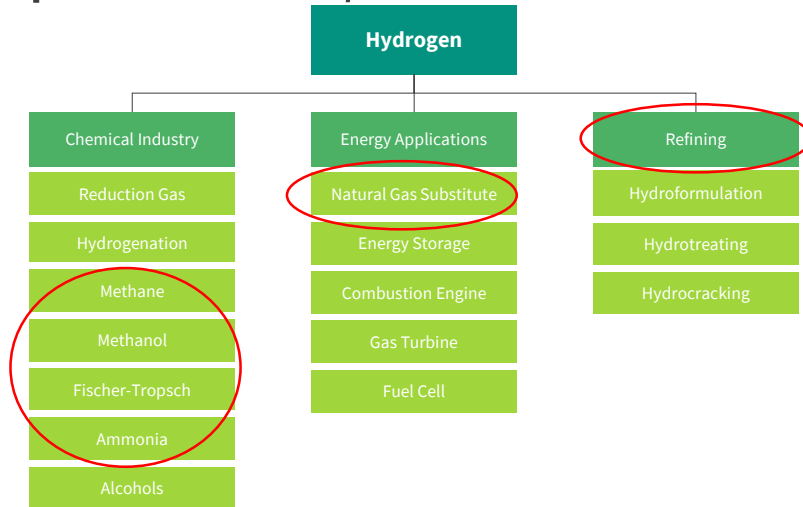 Hydrogen
Chemical Industry
Reduction Gas
Hydrogenation
Methane
Methanol
Fischer-Tropsch
Ammonia
Alcohols
Energy Applications
Natural Gas Substitute
Energy Storage
Combustion Engine
Gas Turbine
Fuel Cell
Refining
Hydroformulation
Hydrotreating
Hydrocracking